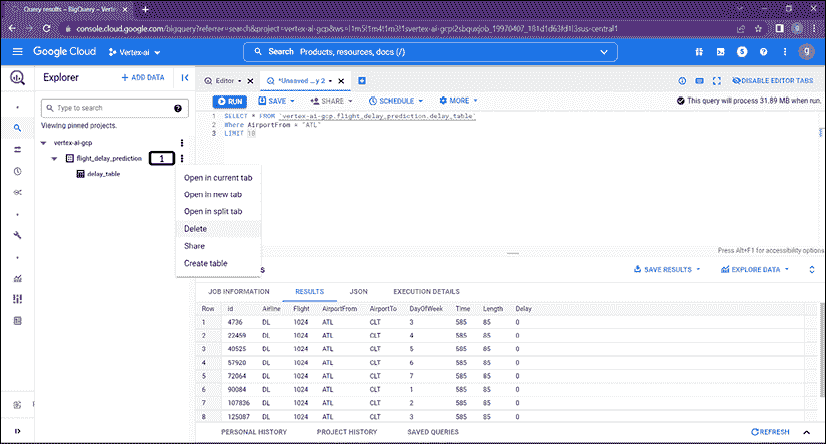 Query results – BigQuery – Verte
console.cloud.google.com/bigquery?referrer=search&project=vertex-ai-gcp&ws=
Google Cloud
Vertex-ai
Search Products, resources, docs (/)
g
Explorer
+ ADD DATA
Editor
*Unsaved ...y 2
DISABLE EDITOR TABS
Type to search
RUN
SAVE
SHARE
SCHEDULE
MORE
This query will process 31.89 MB when run.
Viewing pinned projects.
1 SELECT * FROM `vertex-ai-gcp.flight_delay_prediction.delay_table`
2 Where AirportFrom = "ATL"
3 LIMIT 10
vertex-ai-gcp
flight_delay_prediction
1
delay_table
Open in current tab
Open in new tab
Open in split tab
Delete
Share
Create table
Press Alt+F1 for accessibility options
SAVE RESULTS
EXPLORE DATA
JOB INFORMATION
RESULTS
JSON
EXECUTION DETAILS
Row id Airline Flight AirportFrom AirportTo DayOfWeek Time Length Delay
1 4736 DL 1024 ATL CLT 3 585 85 0
2 22459 DL 1024 ATL CLT 4 585 85 0
3 40525 DL 1024 ATL CLT 5 585 85 0
4 57920 DL 1024 ATL CLT 6 585 85 0
5 72064 DL 1024 ATL CLT 7 585 85 0
6 90084 DL 1024 ATL CLT 1 585 85 0
7 107836 DL 1024 ATL CLT 2 585 85 0
8 125087 DL 1024 ATL CLT 3 585 85 0
PERSONAL HISTORY
PROJECT HISTORY
SAVED QUERIES
REFRESH